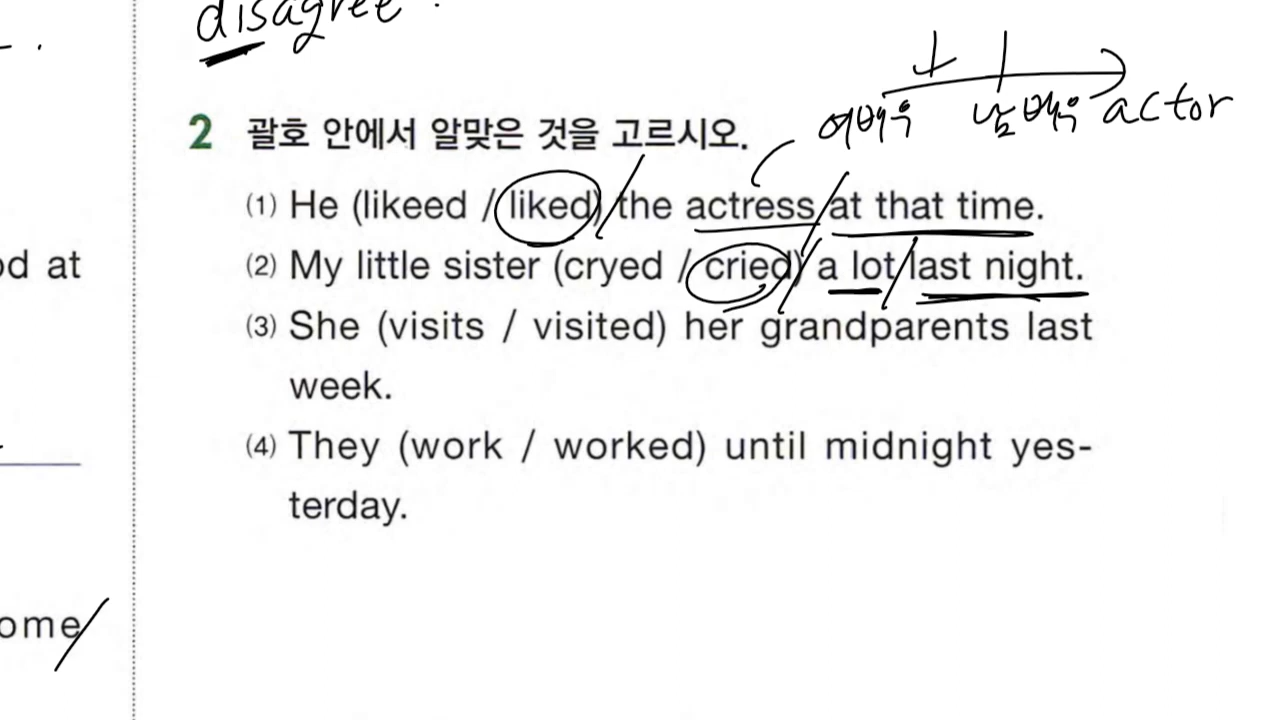 disagree.
여배우 남배우 actor
2 괄호 안에서 알맞은 것을 고르시오.
(1) He (likeed / liked) the actress at that time.
(2) My little sister (cryed / cried) a lot last night.
od at
(3) She (visits / visited) her grandparents last
week.
(4) They (work / worked) until midnight yes-
terday.
ome